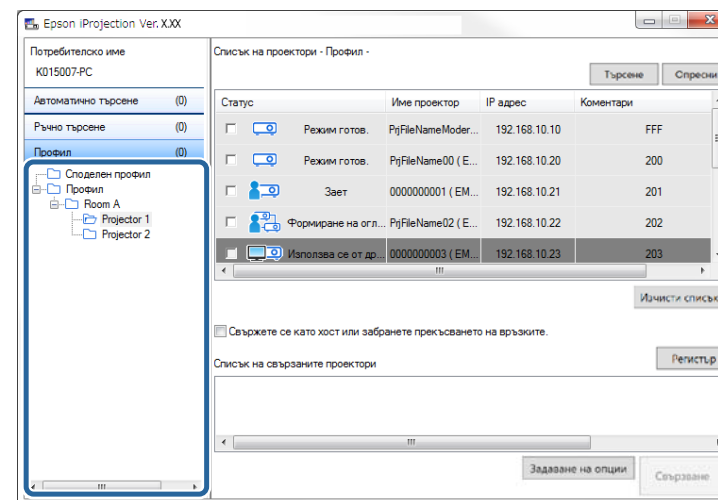 Epson iProjection Ver. X.XX
Потребителско име
K015007-PC
Автоматично търсене (0)
Ръчно търсене (0)
Профил (0)
Споделен профил
Профил
Room A
Projector 1
Projector 2
Списък на проектори - Профил -
Търсене Спресни
Статус Име проектор IP адрес Коментари
Режим готов. PrjFileNameModer... 192.168.10.10 FFF
Режим готов. PrjFileName00 ( E... 192.168.10.20 200
Зает 0000000001 ( EM... 192.168.10.21 201
Формиране на огл... PrjFileName02 ( E... 192.168.10.22 202
Използва се от др... 0000000003 ( EM... 192.168.10.23 203
Изчисти списък
Свържете се като хост или забранете прекъсването на връзките.
Списък на свързаните проектори
Регистър
Задаване на опции
Свързване